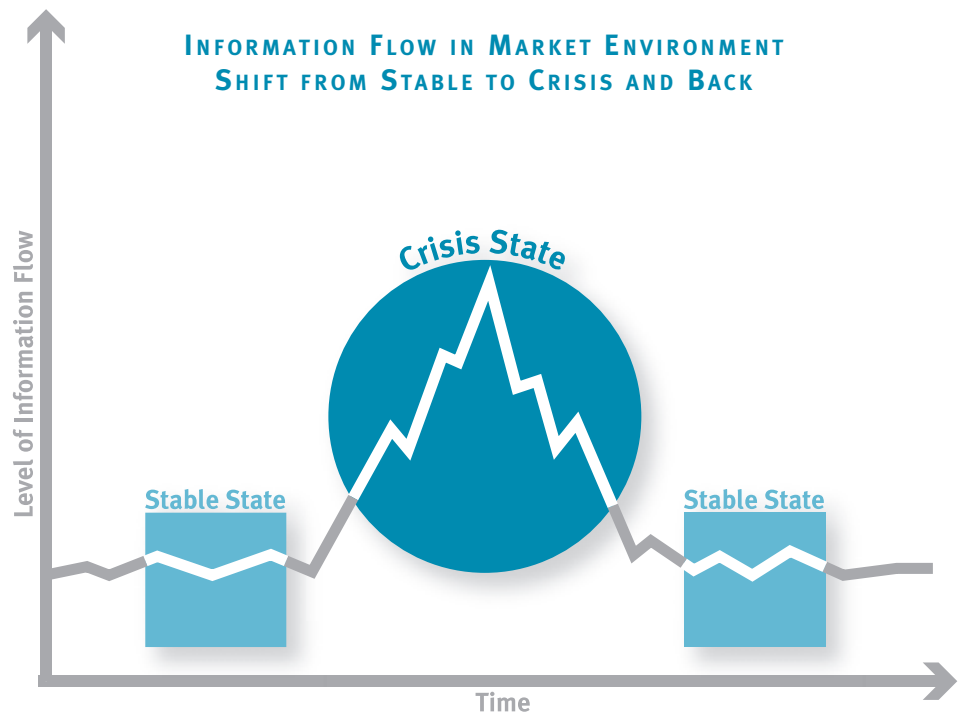 Information Flow in Market Environment
Shift from Stable to Crisis and Back
Level of Information Flow
Crisis State
Stable State
Stable State
Time